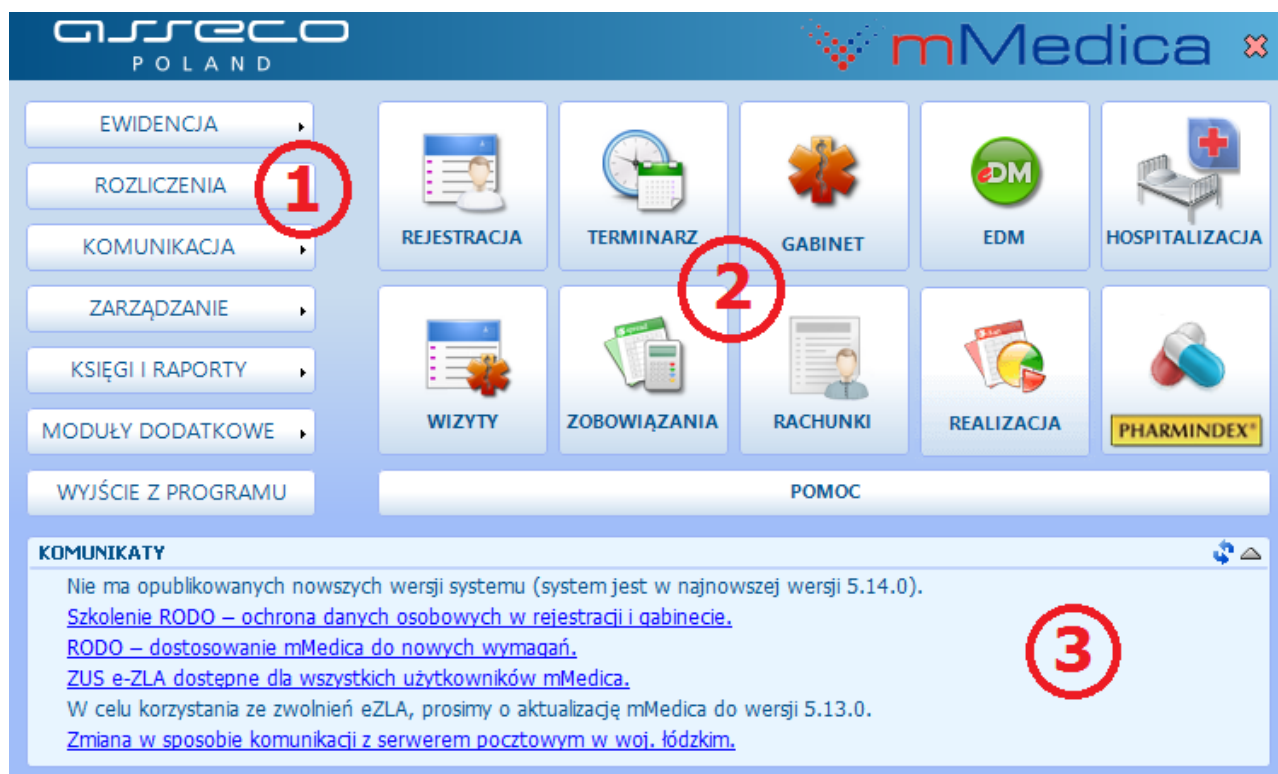 asseco
POLAND
mMedica
EWIDENCJA
ROZLICZENIA
KOMUNIKACJA
ZARZĄDZANIE
KSIĘGI I RAPORTY
MODUŁY DODATKOWE
WYJŚCIE Z PROGRAMU
1
REJESTRACJA
TERMINARZ
GABINET
eDM
EDM
HOSPITALIZACJA
2
WIZYTY
ZOBOWIĄZANIA
RACHUNKI
REALIZACJA
PHARMINDEX®
POMOC
KOMUNIKATY
Nie ma opublikowanych nowszych wersji systemu (system jest w najnowszej wersji 5.14.0).
Szkolenie RODO – ochrona danych osobowych w rejestracji i gabinecie.
RODO – dostosowanie mMedica do nowych wymagań.
ZUS e-ZLA dostępne dla wszystkich użytkowników mMedica.
W celu korzystania ze zwolnień eZLA, prosimy o aktualizację mMedica do wersji 5.13.0.
Zmiana w sposobie komunikacji z serwerem pocztowym w woj. łódzkim.
3